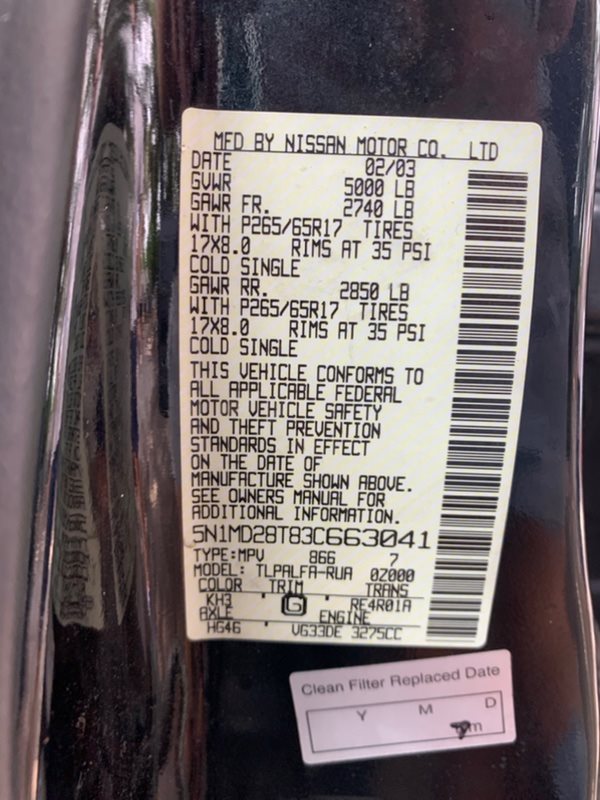 MFD BY NISSAN MOTOR CO. LTD
DATE 02/03
GVWR 5000 LB
GAWR FR. 2740 LB
WITH P265/65R17 TIRES
17X8.0 RIMS AT 35 PSI
COLD SINGLE
GAWR RR. 2850 LB
WITH P265/65R17 TIRES
17X8.0 RIMS AT 35 PSI
COLD SINGLE
THIS VEHICLE CONFORMS TO
ALL APPLICABLE FEDERAL
MOTOR VEHICLE SAFETY
AND THEFT PREVENTION
STANDARDS IN EFFECT
ON THE DATE OF
MANUFACTURE SHOWN ABOVE.
SEE OWNERS MANUAL FOR
ADDITIONAL INFORMATION.
5N1MD28T83C663041
TYPE:MPV 866 7
MODEL: TLPALFA-RUA 0Z000
COLOR TRIM TRANS
KH3 G RE4R01A
AXLE ENGINE
HG46 VG33DE 3275CC
Clean Filter Replaced Date
Y M D